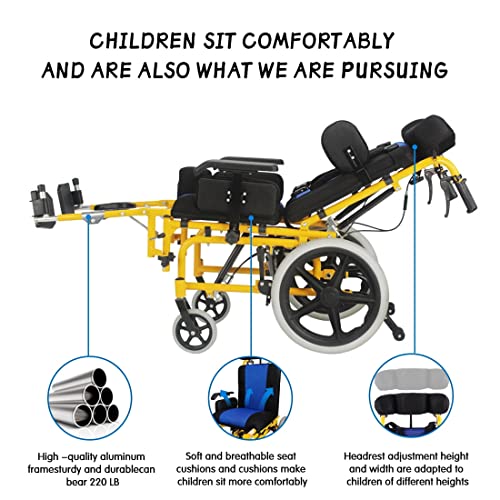 CHILDREN SIT COMFORTABLY
AND ARE ALSO WHAT WE ARE PURSUING
High –quality aluminum
framesturdy and durablecan
bear 220 LB
Soft and breathable seat
cushions and cushions make
children sit more comfortably
Headrest adjustment height
and width are adapted to
children of different heights